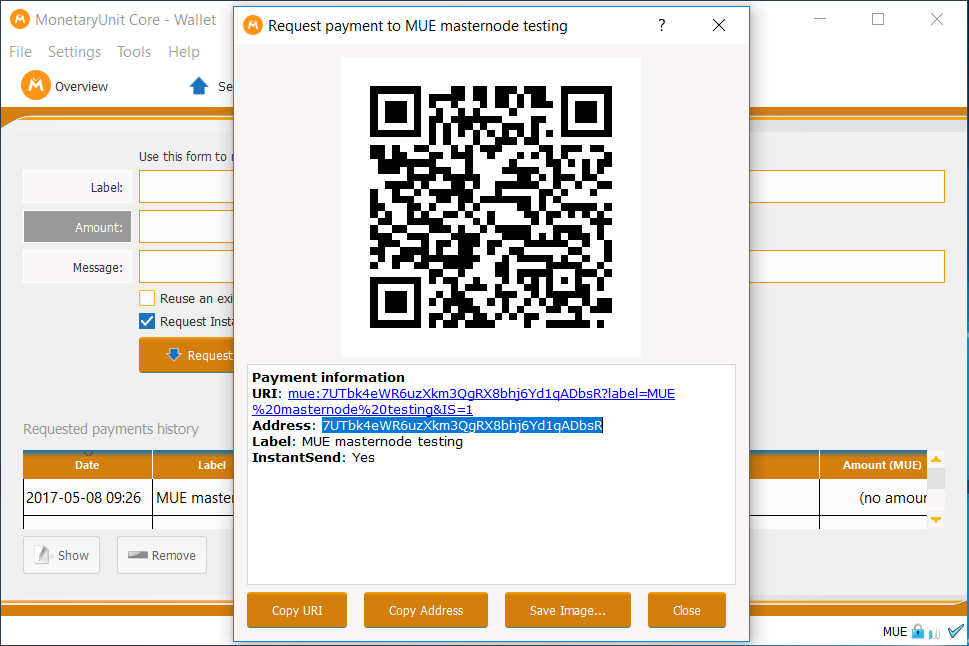 MonetaryUnit Core - Wallet
File Settings Tools Help
Overview
Se
Use this form to r
Label:
Amount:
Message:
Reuse an exi
Request Insta
Request
Requested payments history
Date Label Amount (MUE)
2017-05-08 09:26 MUE master (no amour
Show Remove
MUE
Request payment to MUE masternode testing
?
Payment information
URI: mue:7UTbk4eWR6uzXkm3QgRX8bhj6Yd1qADbsR?label=MUE
%20masternode%20testing&IS=1
Address: 7UTbk4eWR6uzXkm3QgRX8bhj6Yd1qADbsR
Label: MUE masternode testing
InstantSend: Yes
Copy URI Copy Address Save Image... Close